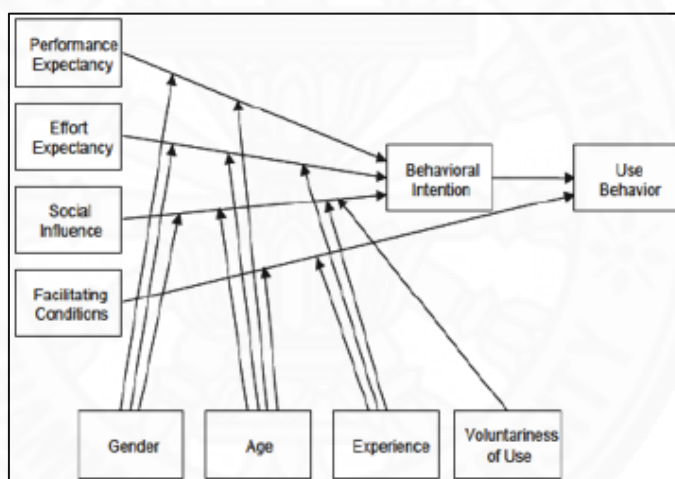 Performance
Expectancy
Effort
Expectancy
Social
Influence
Facilitating
Conditions
Behavioral
Intention
Use
Behavior
Gender
Age
Experience
Voluntariness
of Use